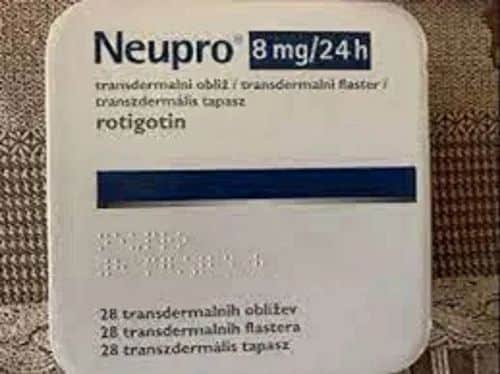 Neupro® 8 mg/24 h
transdermalni obliž / transdermalni flaster /
transzdermális tapasz
rotigotin
28 transdermalnih obližev
28 transdermalnih flastera
28 transzdermális tapasz